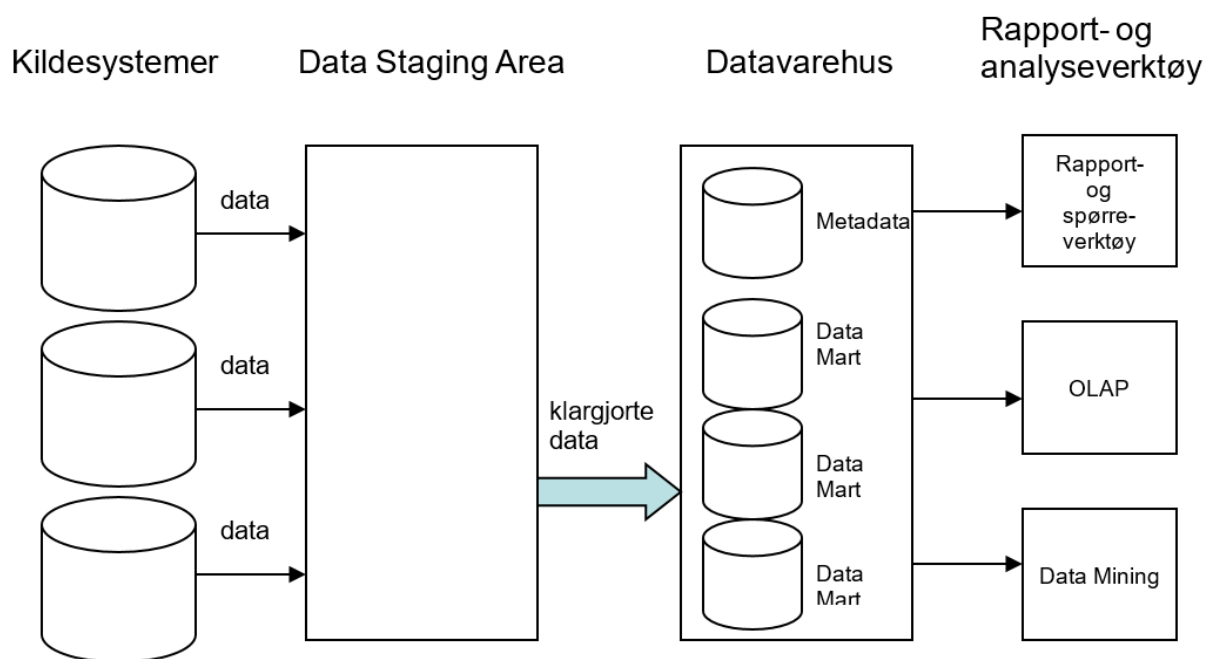 Kildesystemer
Data Staging Area
Datavarehus
Rapport- og
analyseverktøy
data
data
data
klargjorte
data
Metadata
Data
Mart
Data
Mart
Data
Mart
Rapport-
og
spørre-
verktøy
OLAP
Data Mining